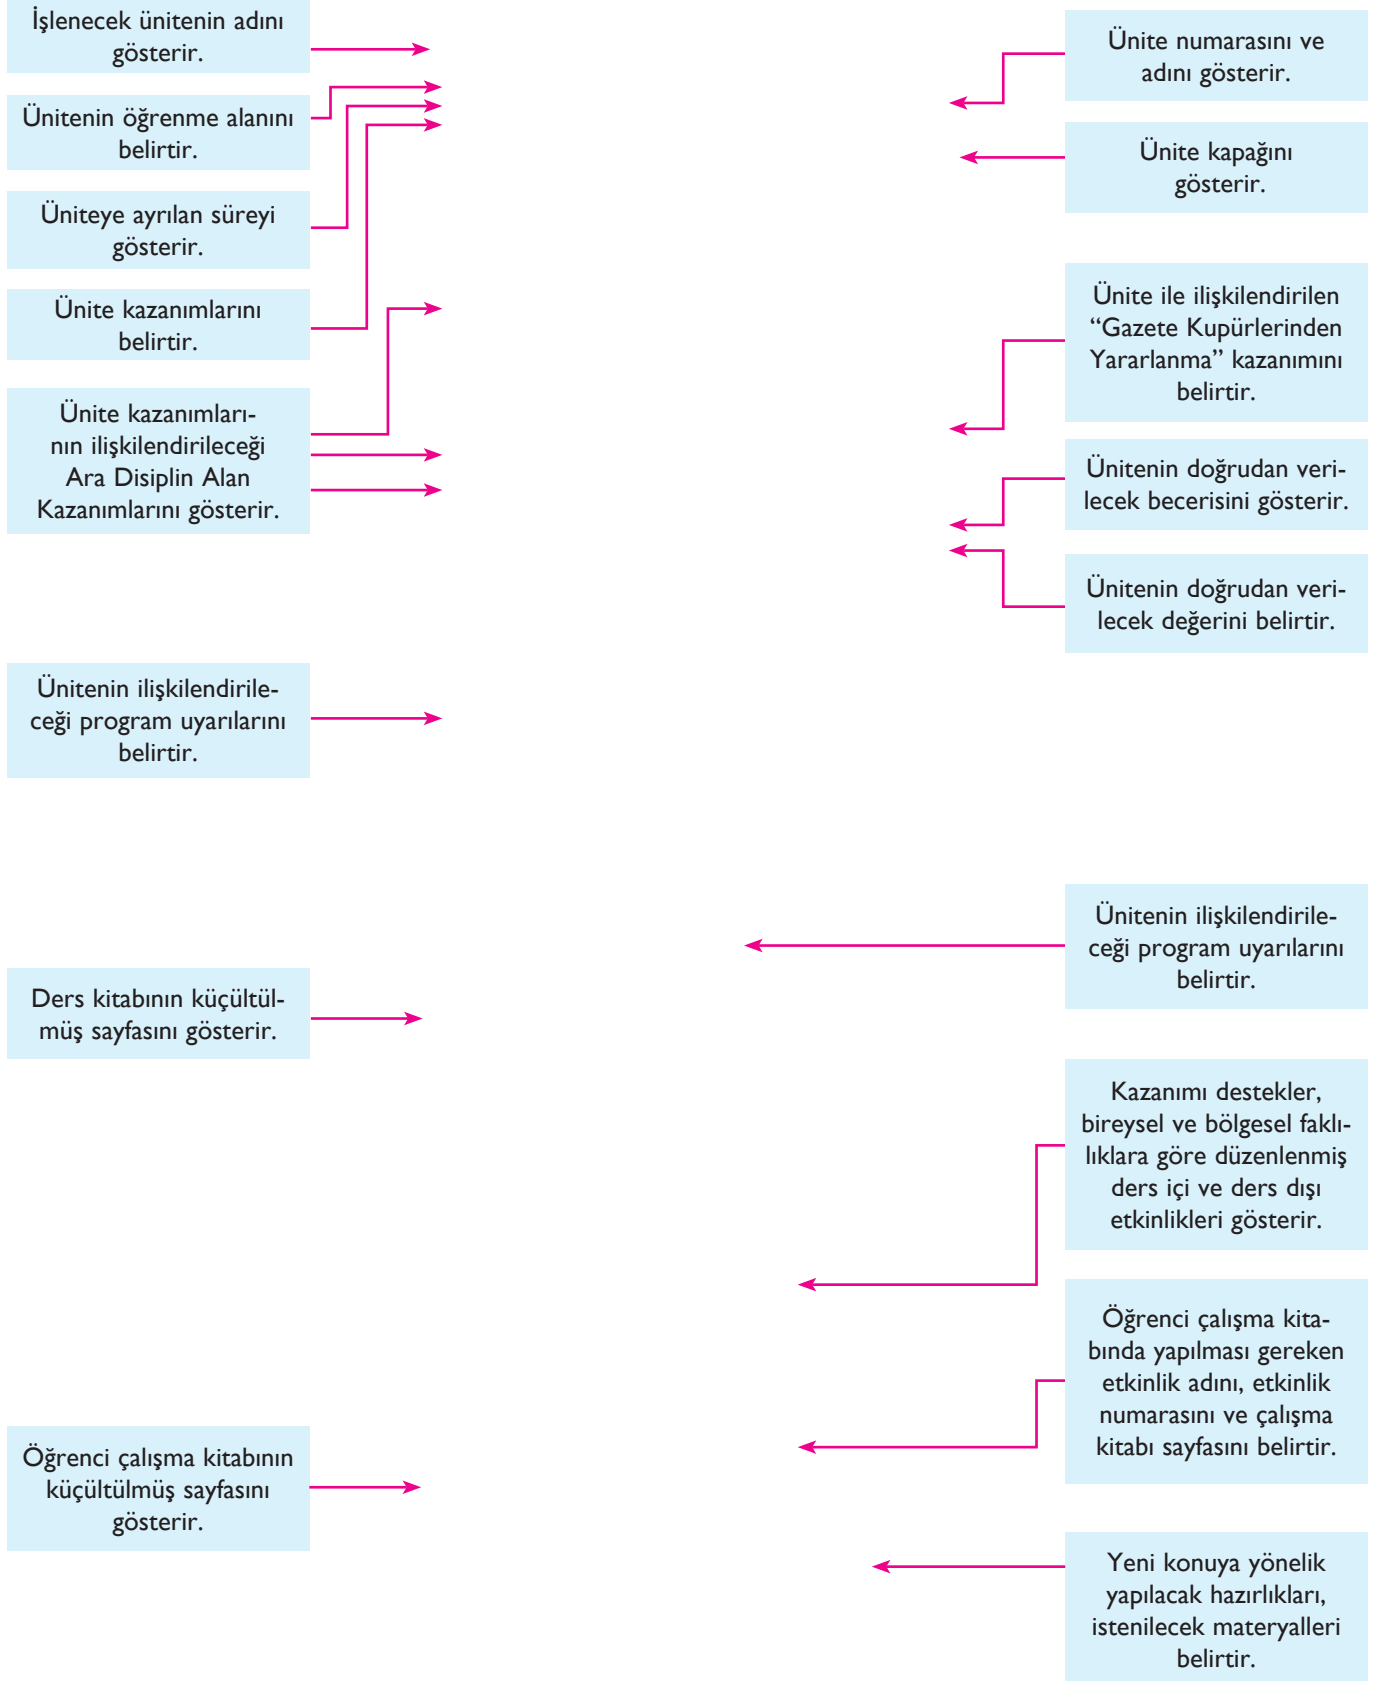 İşlenecek ünitenin adını
gösterir.
Ünitenin öğrenme alanını
belirtir.
Üniteye ayrılan süreyi
gösterir.
Ünite kazanımlarını
belirtir.
Ünite kazanımları-
nın ilişkilendirileceği
Ara Disiplin Alan
Kazanımlarını gösterir.
Ünitenin ilişkilendirile-
ceği program uyarılarını
belirtir.
Ders kitabının küçültül-
müş sayfasını gösterir.
Öğrenci çalışma kitabının
küçültülmüş sayfasını
gösterir.
Ünite numarasını ve
adını gösterir.
Ünite kapağını
gösterir.
Ünite ile ilişkilendirilen
“Gazete Kupürlerinden
Yararlanma” kazanımını
belirtir.
Ünitenin doğrudan veri-
lecek becerisini gösterir.
Ünitenin doğrudan veri-
lecek değerini belirtir.
Ünitenin ilişkilendirile-
ceği program uyarılarını
belirtir.
Kazanımı destekler,
bireysel ve bölgesel faklı-
lıklara göre düzenlenmiş
ders içi ve ders dışı
etkinlikleri gösterir.
Öğrenci çalışma kita-
bında yapılması gereken
etkinlik adını, etkinlik
numarasını ve çalışma
kitabı sayfasını belirtir.
Yeni konuya yönelik
yapılacak hazırlıkları,
istenilecek materyalleri
belirtir.